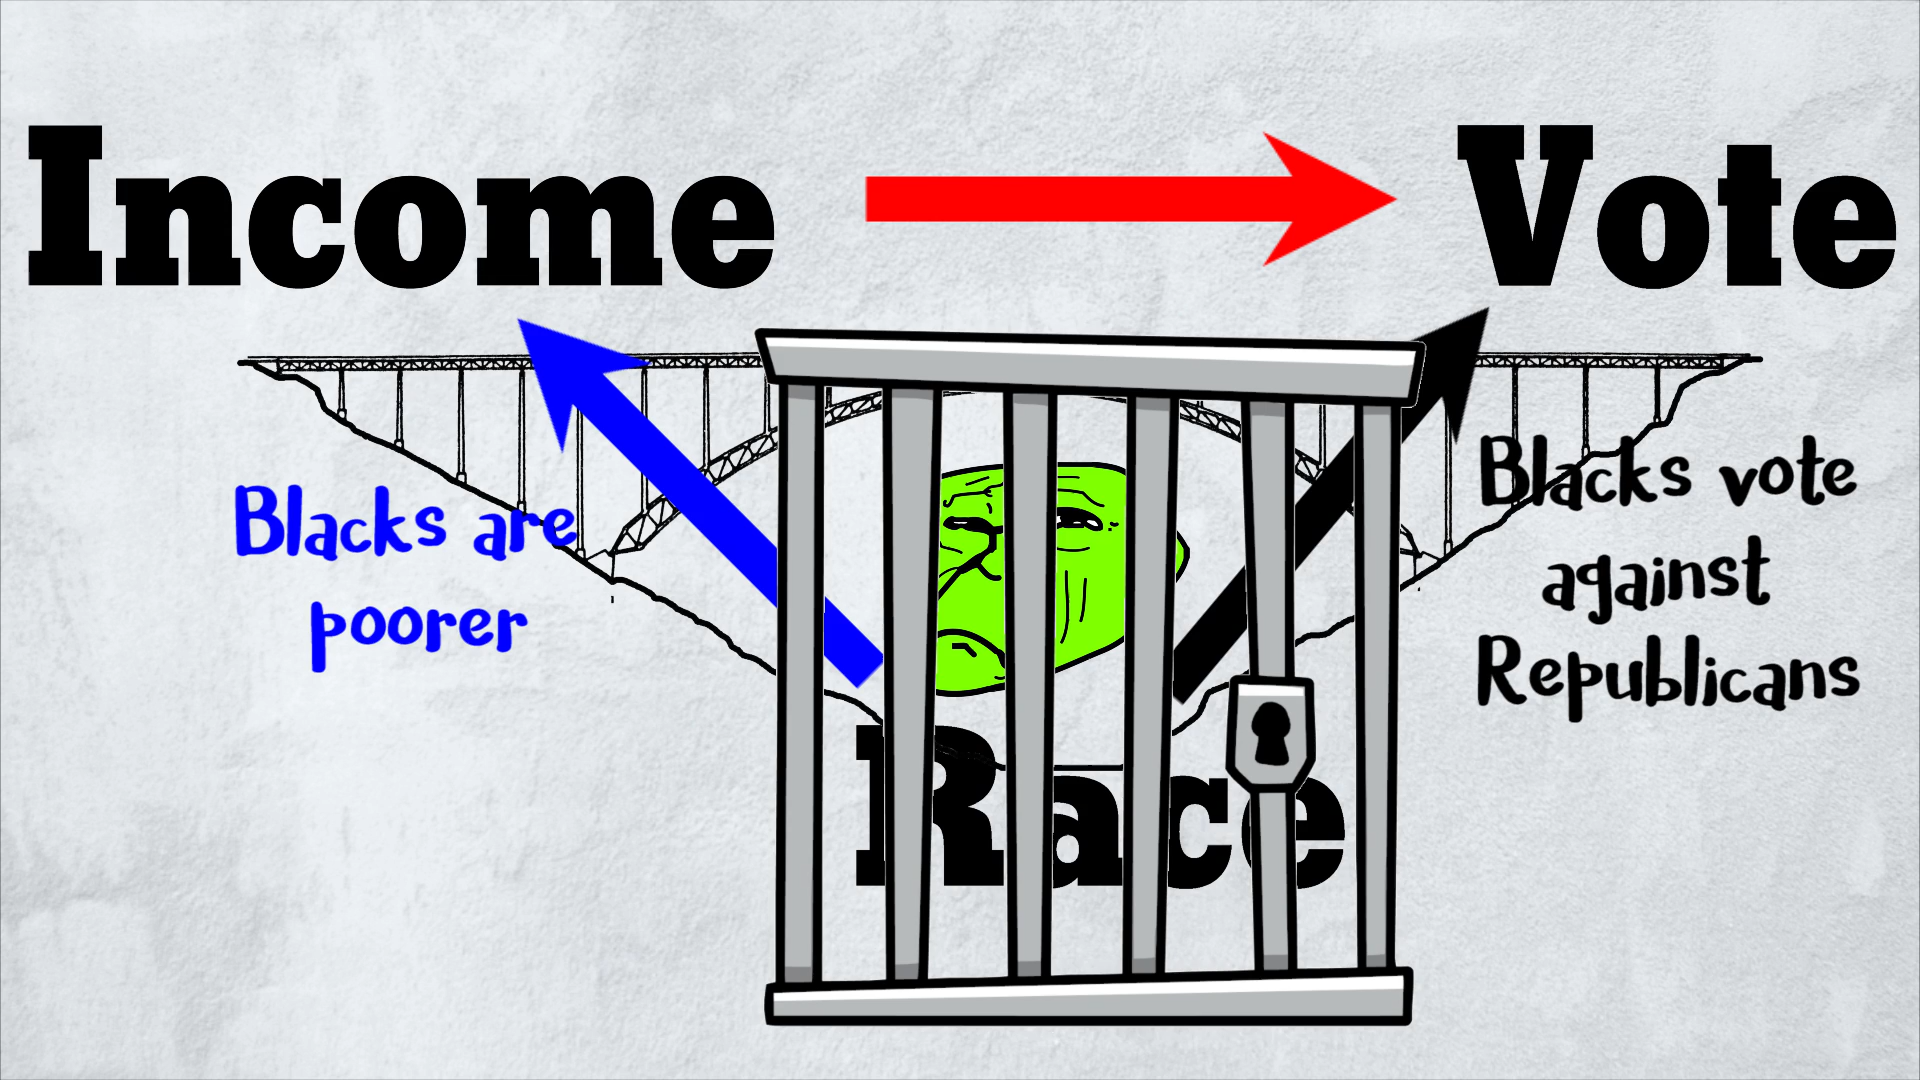 Income
Vote
Blacks are
poorer
Blacks vote
against
Republicans
Race